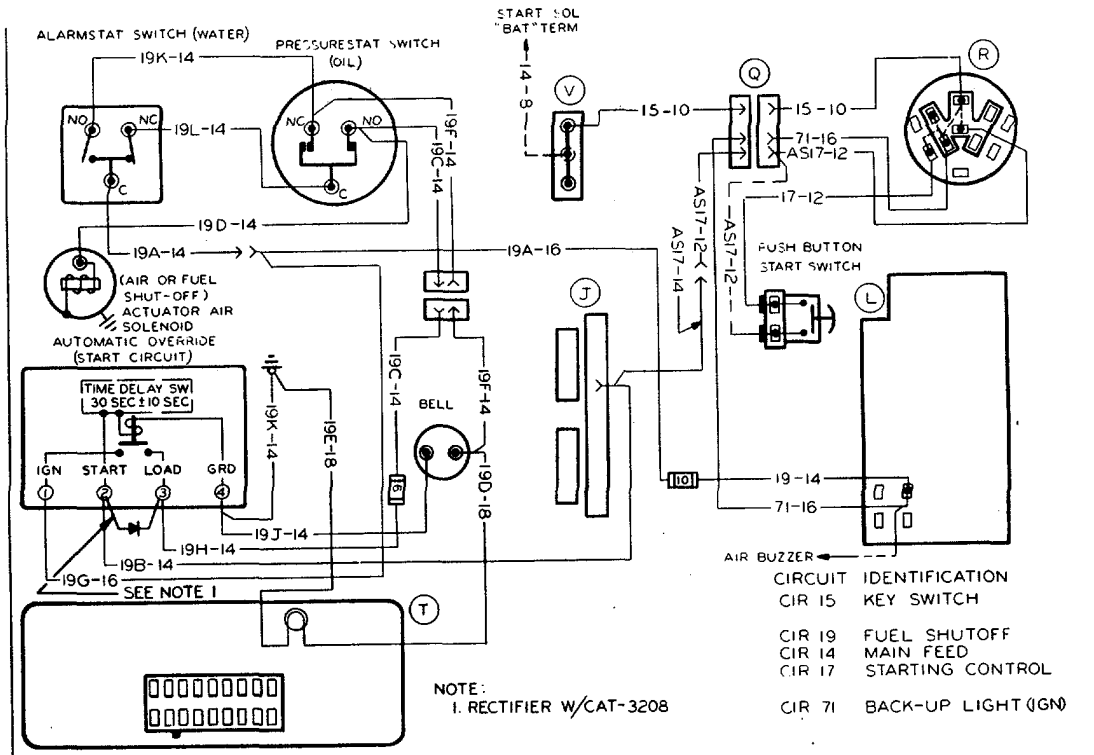 START SOL
"BAT" TERM
ALARMSTAT SWITCH (WATER)
PRESSURESTAT SWITCH
(OIL)
19K-14
14-8
V
Q
R
15-10
15-10
NO
NC
19L-14
NC
NO
19F-14
19C-14
71-16
AS17-12
C
C
17-12
19D-14
19A-14
19A-16
AS17-12
AS17-12
AS17-14
PUSH BUTTON
START SWITCH
(AIR OR FUEL
SHUT-OFF)
ACTUATOR AIR
SOLENOID
J
L
AUTOMATIC OVERRIDE
(START CIRCUIT)
TIME DELAY SW
30 SEC ± 10 SEC
19C-14
19F-14
BELL
19K-14
19E-18
IGN
START
LOAD
GRD
1
2
3
4
16
19D-18
10
19-14
71-16
19J-14
19H-14
19B-14
19G-16
SEE NOTE 1
AIR BUZZER
T
CIRCUIT IDENTIFICATION
CIR 15 KEY SWITCH
CIR 19 FUEL SHUTOFF
CIR 14 MAIN FEED
CIR 17 STARTING CONTROL
CIR 71 BACK-UP LIGHT (IGN)
NOTE:
1. RECTIFIER W/CAT-3208